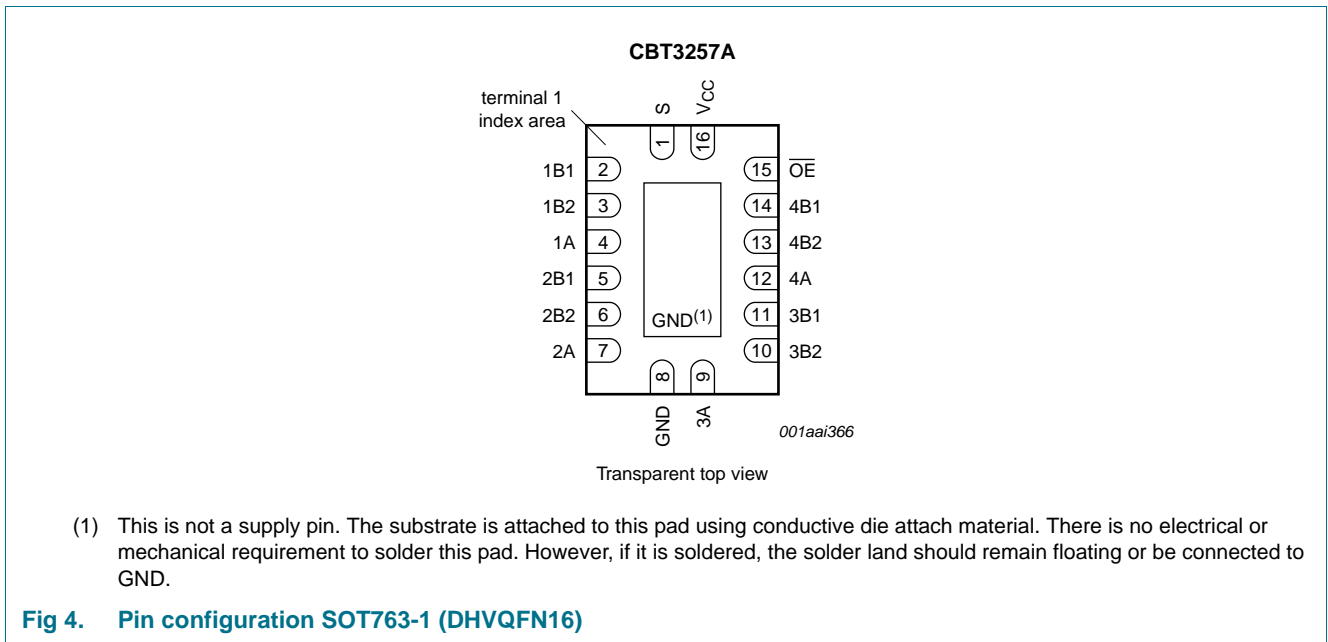 CBT3257A
terminal 1
index area
S
VCC
1
16
1B1 2
15 OE
1B2 3
14 4B1
1A 4
13 4B2
2B1 5
12 4A
2B2 6
GND(1)
11 3B1
2A 7
10 3B2
8
9
GND
3A
001aai366
Transparent top view
(1) This is not a supply pin. The substrate is attached to this pad using conductive die attach material. There is no electrical or
mechanical requirement to solder this pad. However, if it is soldered, the solder land should remain floating or be connected to
GND.
Fig 4. Pin configuration SOT763-1 (DHVQFN16)